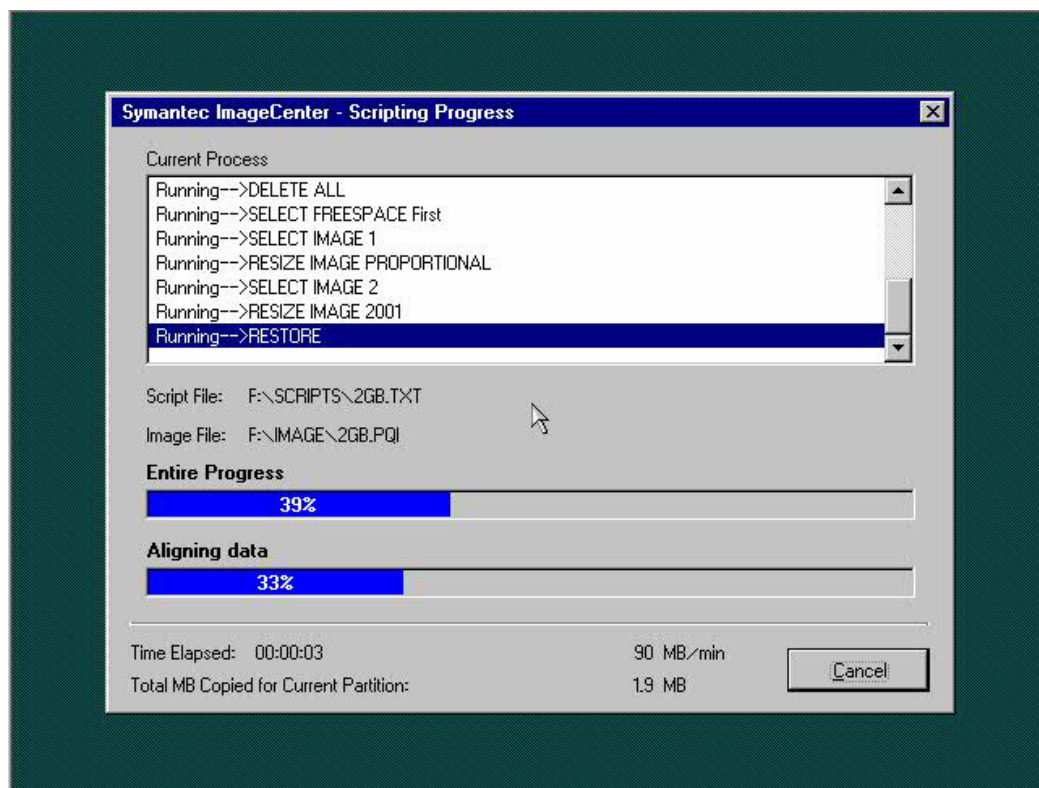 Symantec ImageCenter - Scripting Progress
Current Process
Running-->DELETE ALL
Running-->SELECT FREESPACE First
Running-->SELECT IMAGE 1
Running-->RESIZE IMAGE PROPORTIONAL
Running-->SELECT IMAGE 2
Running-->RESIZE IMAGE 2001
Running-->RESTORE
Script File: F:\SCRIPTS\2GB.TXT
Image File: F:\IMAGE\2GB.PQI
Entire Progress
39%
Aligning data
33%
Time Elapsed: 00:00:03 90 MB/min
Total MB Copied for Current Partition: 1.9 MB
Cancel